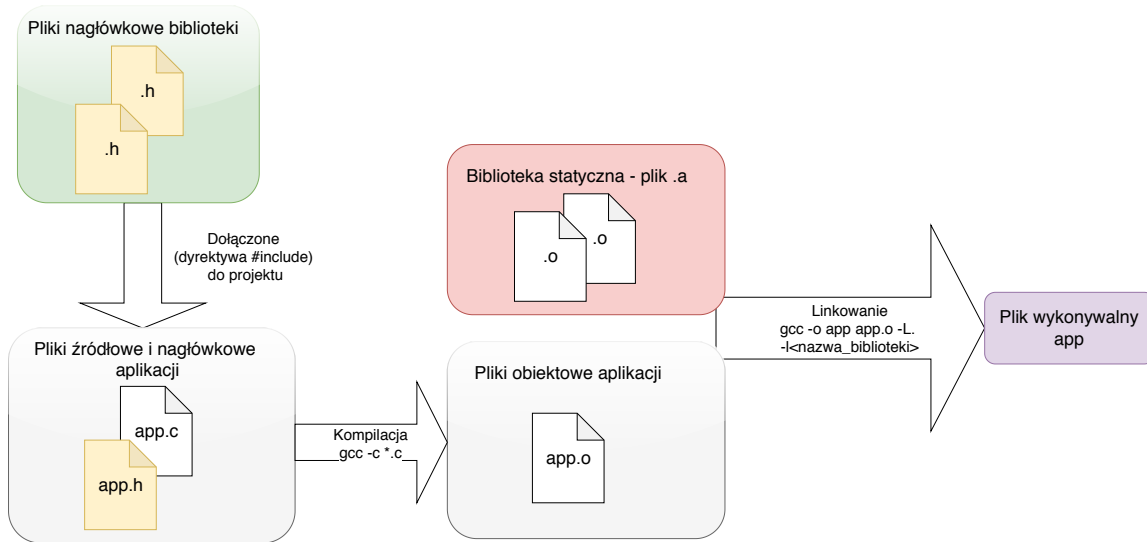 Pliki nagłówkowe biblioteki
.h
.h
Dołączone
(dyrektywa #include)
do projektu
Pliki źródłowe i nagłówkowe
aplikacji
app.c
app.h
Kompilacja
gcc -c *.c
Biblioteka statyczna - plik .a
.o
.o
Pliki obiektowe aplikacji
app.o
Linkowanie
gcc -o app app.o -L.
-l<nazwa_biblioteki>
Plik wykonywalny
app